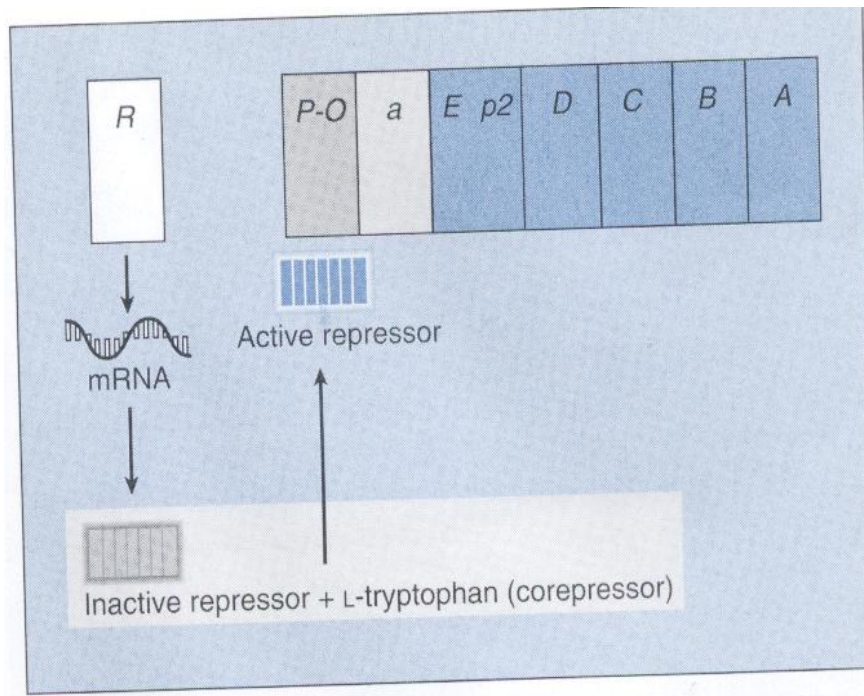 R
P-O a E p2 D C B A
Active repressor
mRNA
Inactive repressor + L-tryptophan (corepressor)